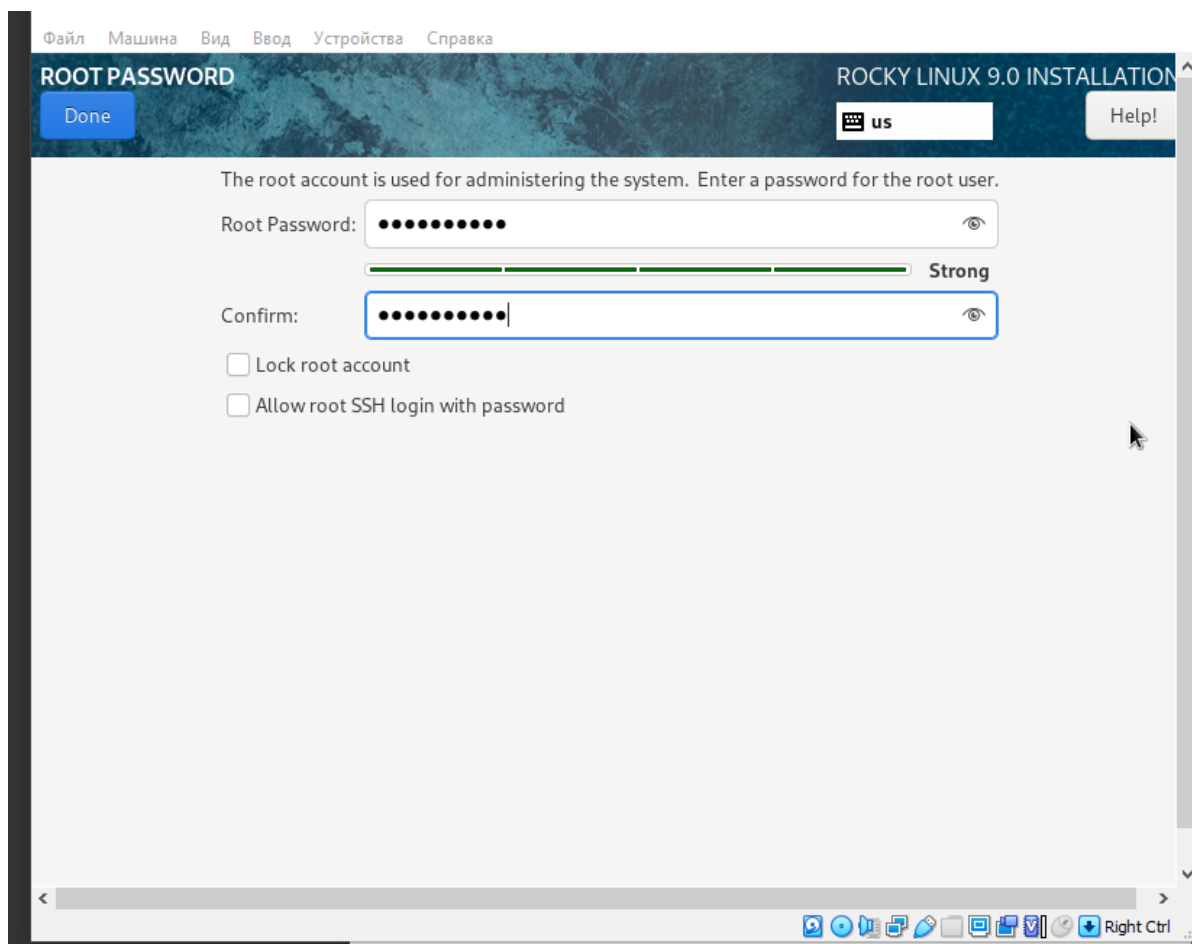 Файл Машина Вид Ввод Устройства Справка
ROOT PASSWORD
ROCKY LINUX 9.0 INSTALLATION
Done
us
Help!
The root account is used for administering the system. Enter a password for the root user.
Root Password: ●●●●●●●●●●
Strong
Confirm: ●●●●●●●●●●
Lock root account
Allow root SSH login with password
Right Ctrl